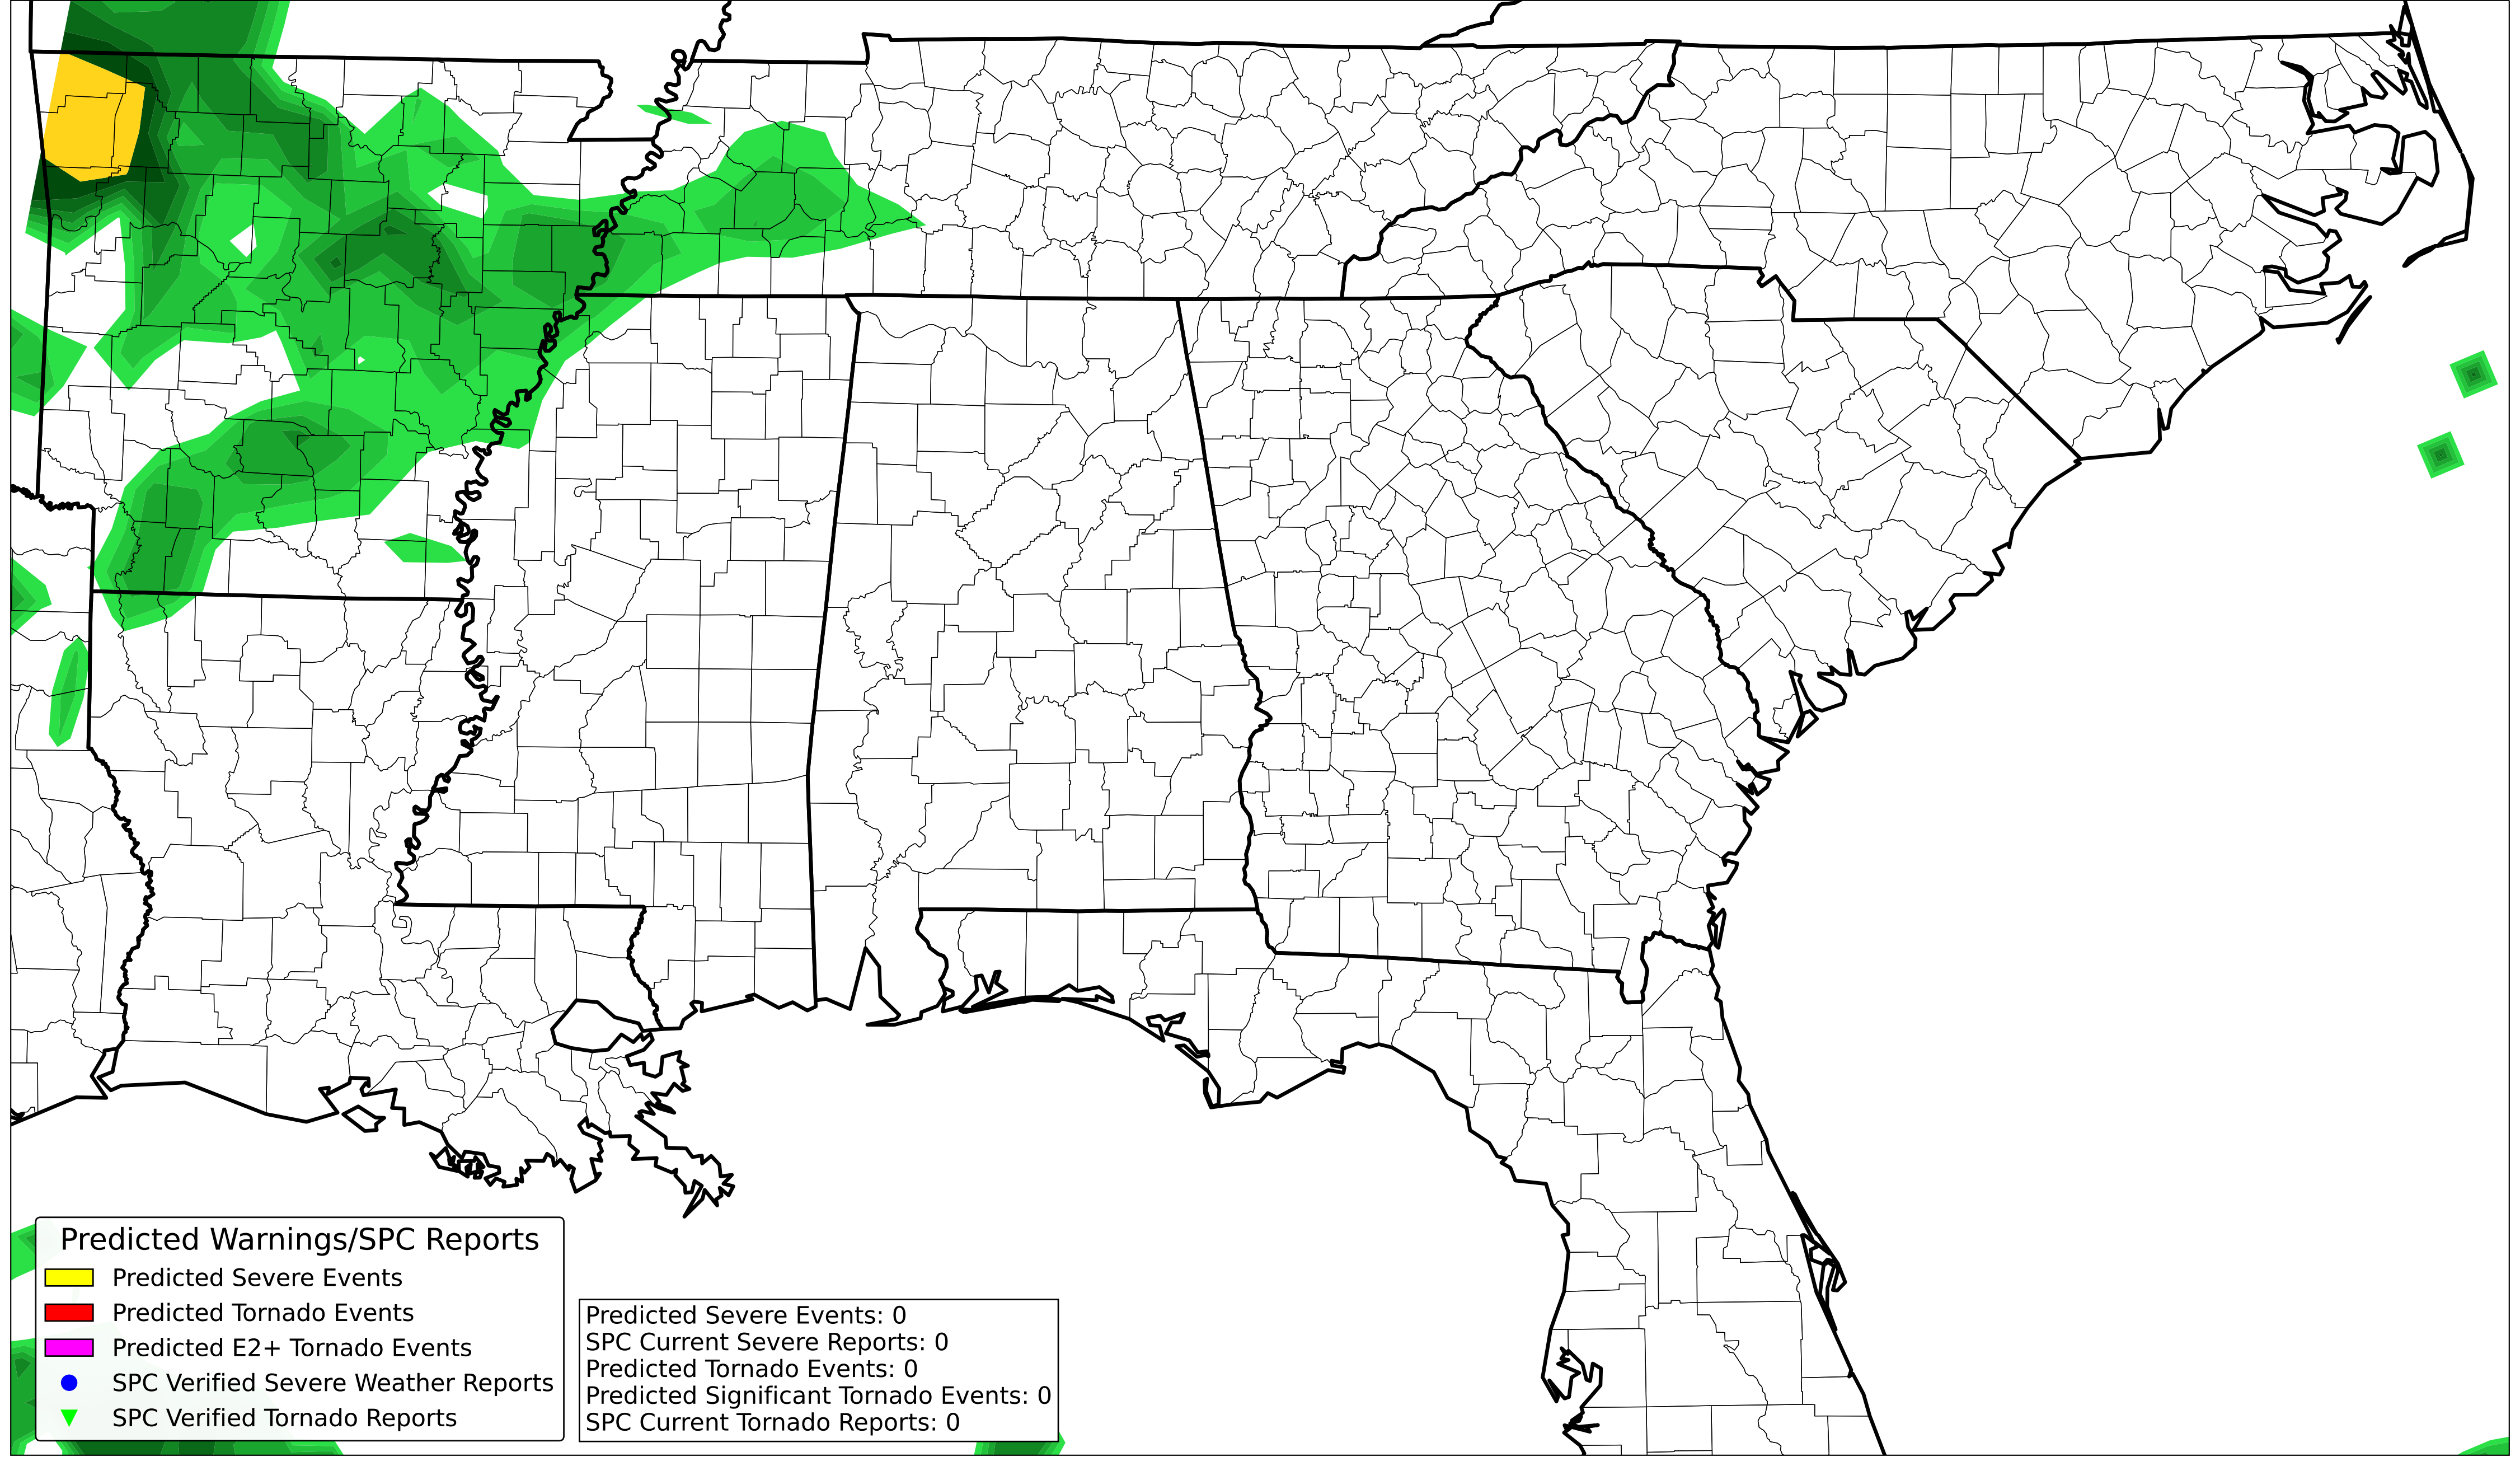 Predicted Warnings/SPC Reports
Predicted Severe Events
Predicted Tornado Events
Predicted E2+ Tornado Events
SPC Verified Severe Weather Reports
SPC Verified Tornado Reports
Predicted Severe Events: 0
SPC Current Severe Reports: 0
Predicted Tornado Events: 0
Predicted Significant Tornado Events: 0
SPC Current Tornado Reports: 0